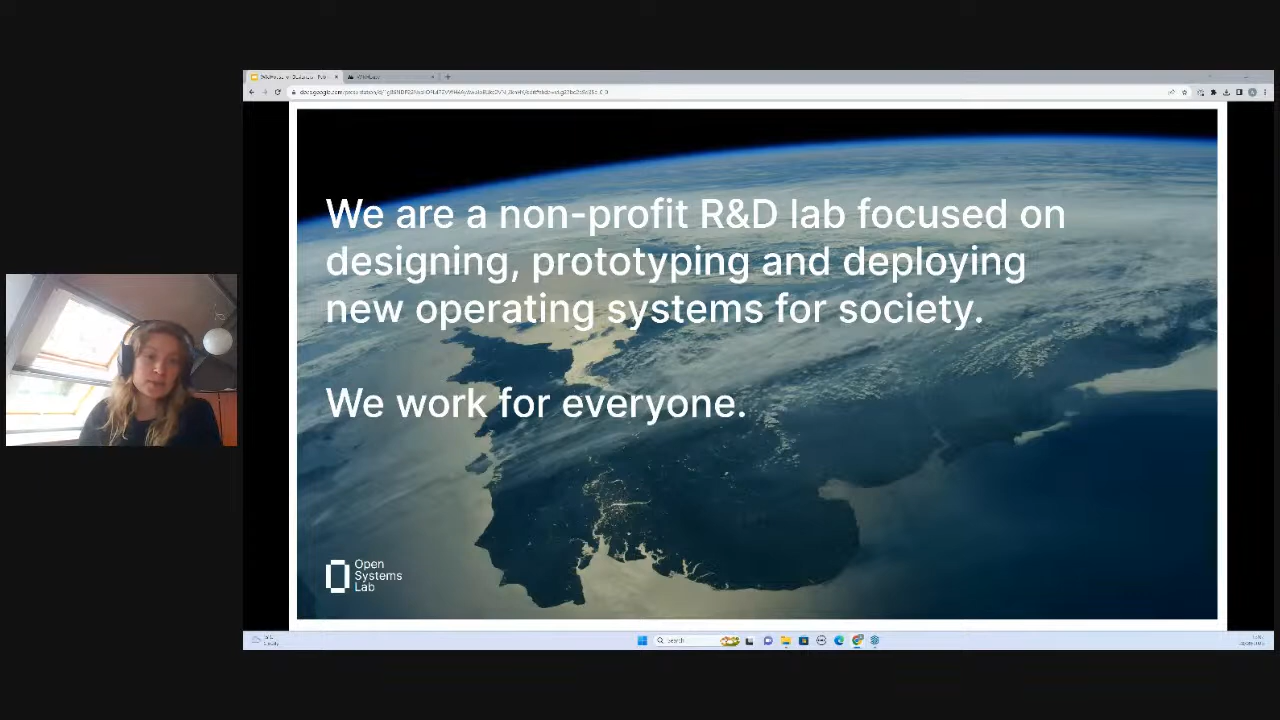 We are a non-profit R&D lab focused on
designing, prototyping and deploying
new operating systems for society.
We work for everyone.
Open
Systems
Lab
Search